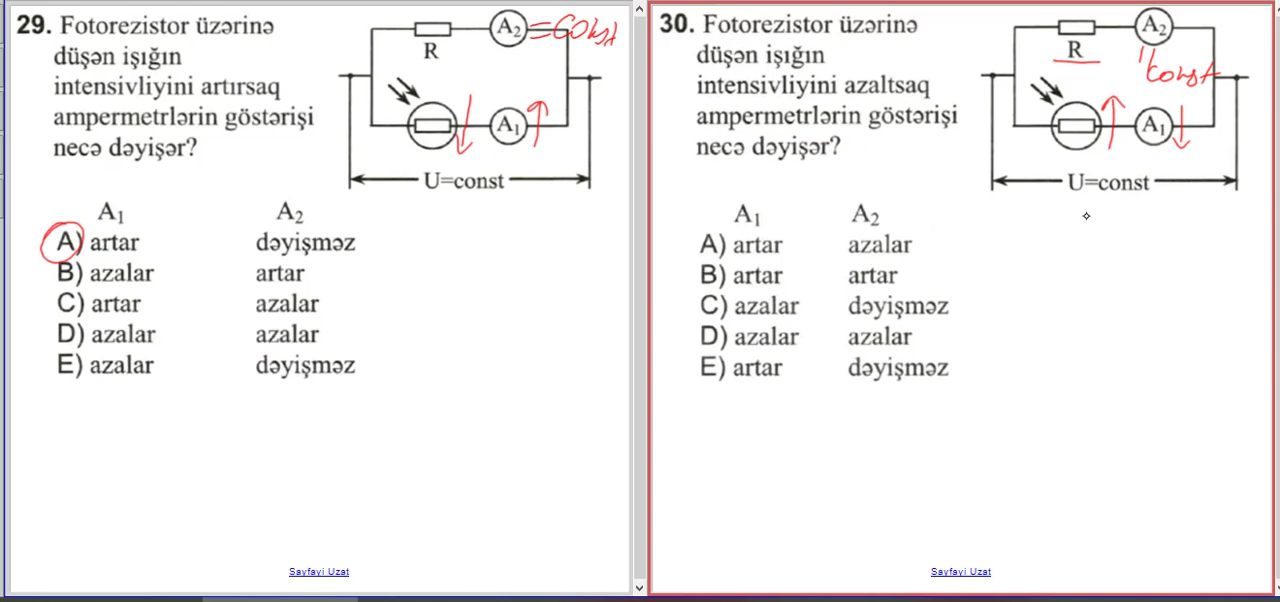 29. Fotorezistor üzərinə
düşən işığın
intensivliyini artırsaq
ampermetrlərin göstərişi
necə dəyişər?
A₂ =Const
R
A₁
U=const
A₁ A₂
A) artar dəyişməz
B) azalar artar
C) artar azalar
D) azalar azalar
E) azalar dəyişməz
Sayfayi Uzat
30. Fotorezistor üzərinə
düşən işığın
intensivliyini azaltsaq
ampermetrlərin göstərişi
necə dəyişər?
A₂
R
const
A₁
U=const
A₁ A₂
A) artar azalar
B) artar artar
C) azalar dəyişməz
D) azalar azalar
E) artar dəyişməz
Sayfayi Uzat